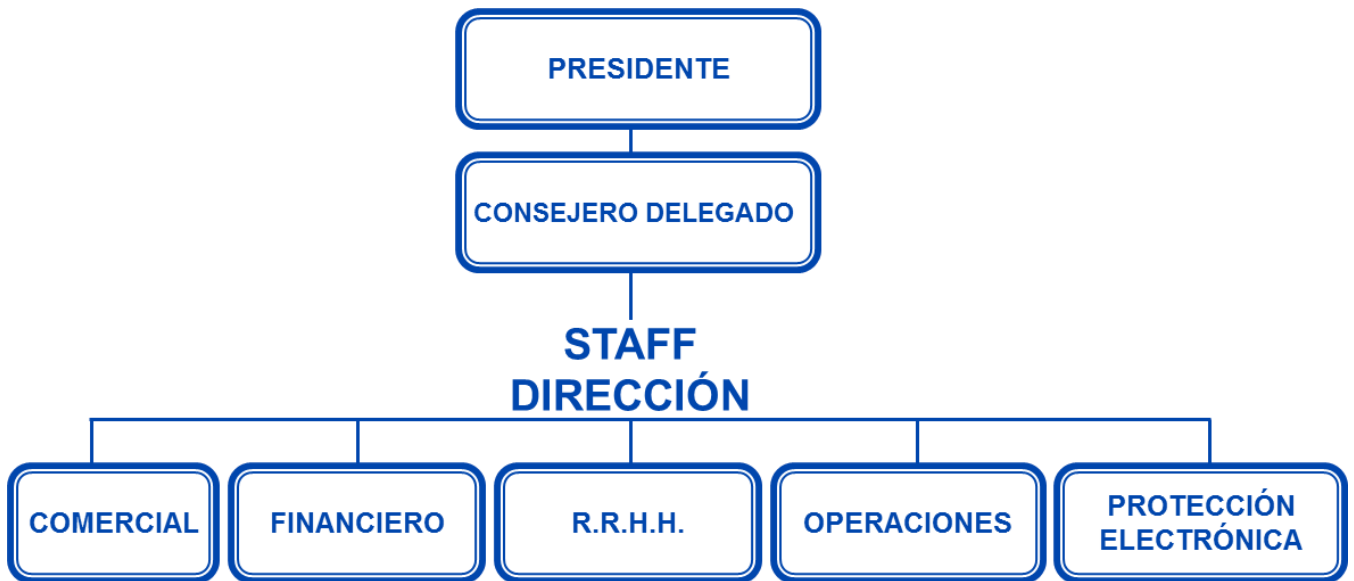 PRESIDENTE
CONSEJERO DELEGADO
STAFF
DIRECCIÓN
COMERCIAL
FINANCIERO
R.R.H.H.
OPERACIONES
PROTECCIÓN
ELECTRÓNICA